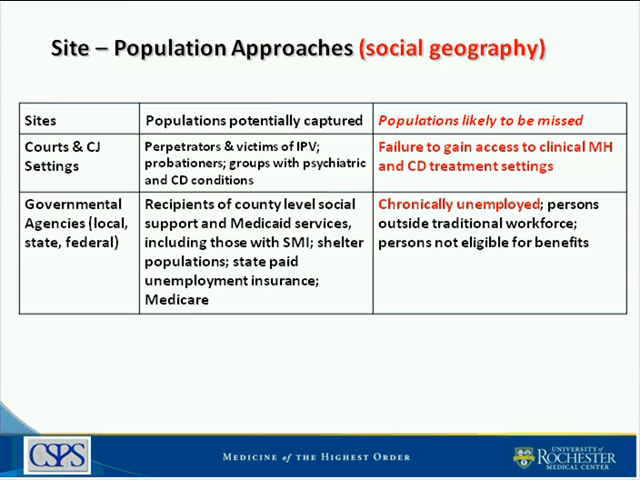 Site – Population Approaches (social geography)
Sites
Populations potentially captured
Populations likely to be missed
Courts & CJ
Settings
Perpetrators & victims of IPV;
probationers; groups with psychiatric
and CD conditions
Failure to gain access to clinical MH
and CD treatment settings
Governmental
Agencies (local,
state, federal)
Recipients of county level social
support and Medicaid services,
including those with SMI; shelter
populations; state paid
unemployment insurance;
Medicare
Chronically unemployed; persons
outside traditional workforce;
persons not eligible for benefits
CSPS
MEDICINE of THE HIGHEST ORDER
UNIVERSITY of
ROCHESTER
MEDICAL CENTER